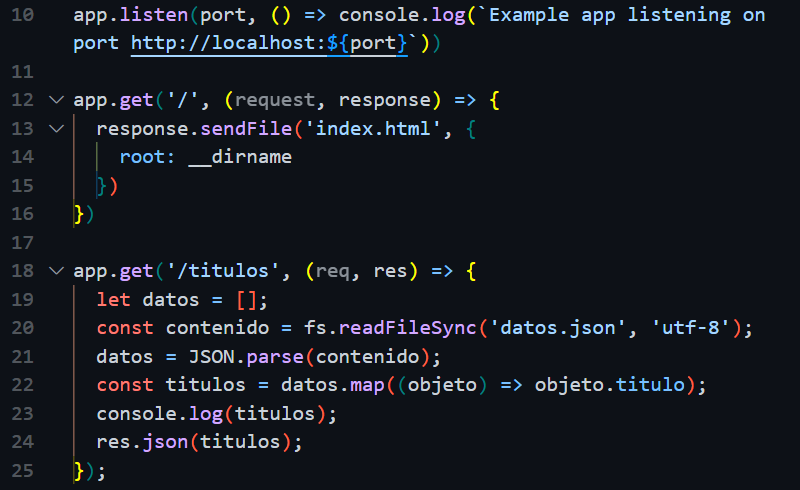 10 app.listen(port, () => console.log(`Example app listening on
port http://localhost:${port}`))
11
12 app.get('/', (request, response) => {
13 response.sendFile('index.html', {
14 root: __dirname
15 })
16 })
17
18 app.get('/titulos', (req, res) => {
19 let datos = [];
20 const contenido = fs.readFileSync('datos.json', 'utf-8');
21 datos = JSON.parse(contenido);
22 const titulos = datos.map((objeto) => objeto.titulo);
23 console.log(titulos);
24 res.json(titulos);
25 });